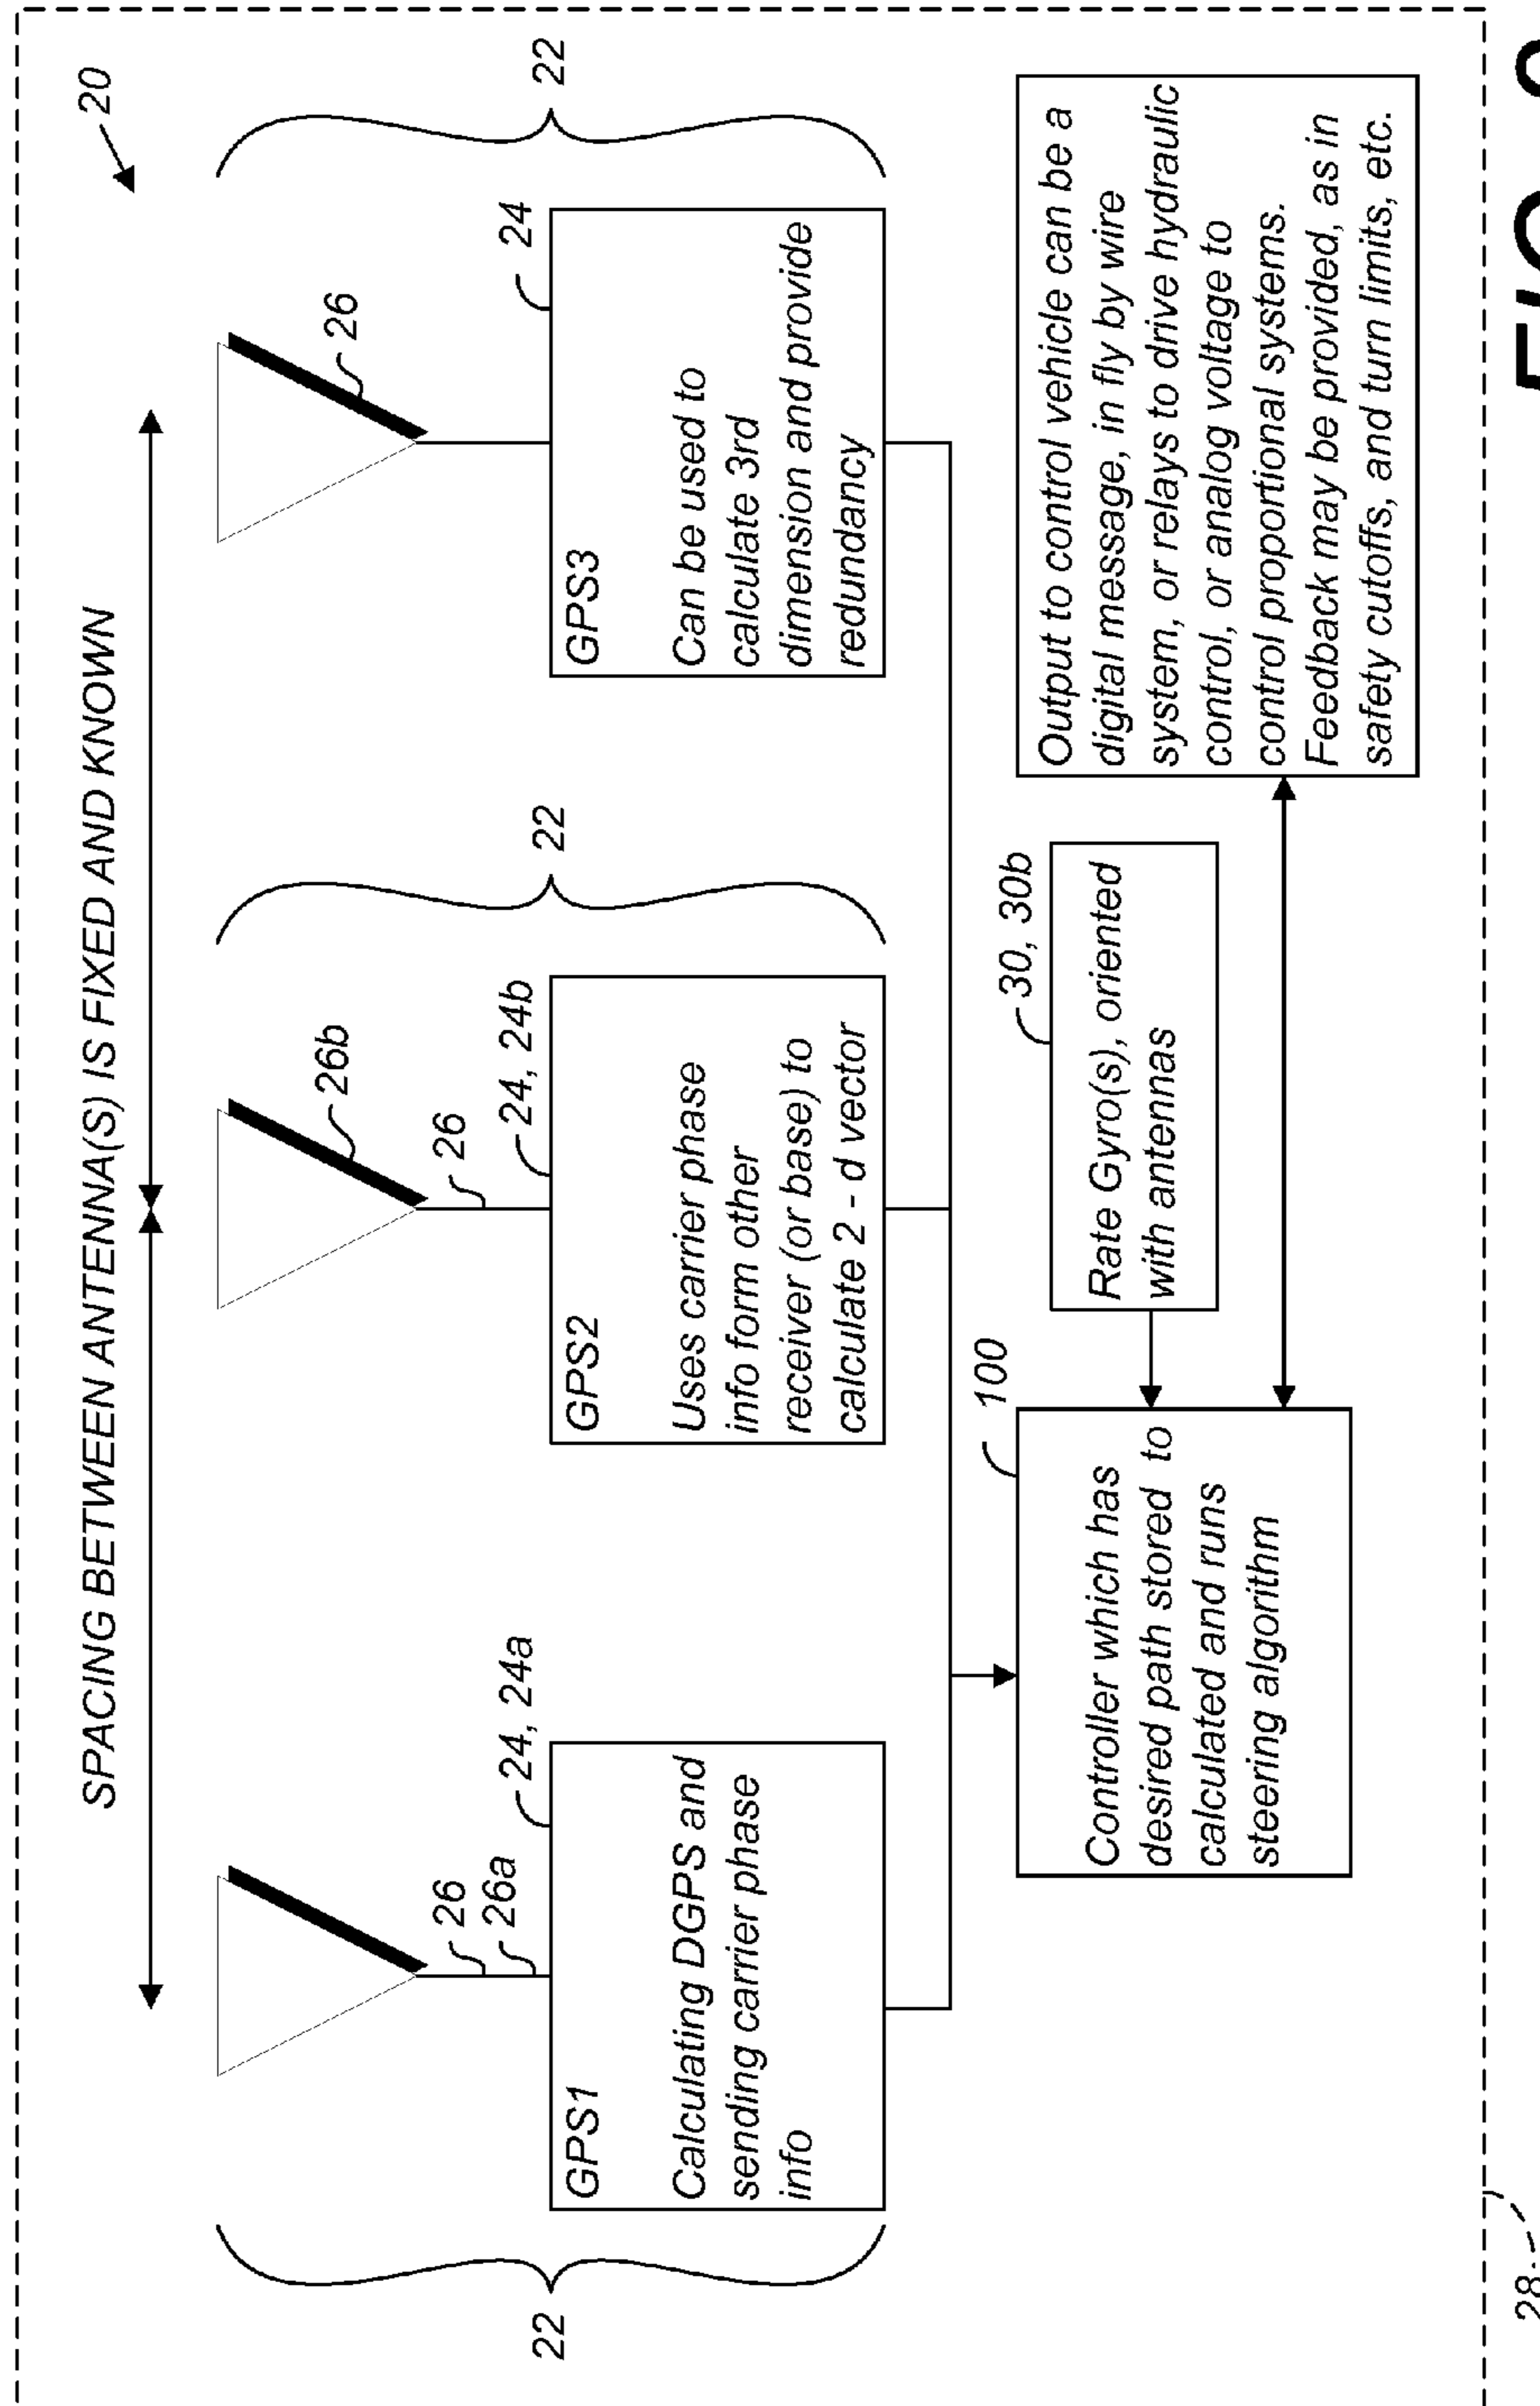 20
SPACING BETWEEN ANTENNA(S) IS FIXED AND KNOWN
26
26b
26
26
26a
24, 24a
24, 24b
24
22
22
22
GPS1
Calculating DGPS and
sending carrier phase
info
GPS2
Uses carrier phase
info form other
receiver (or base) to
calculate 2 - d vector
GPS3
Can be used to
calculate 3rd
dimension and provide
redundancy
100
Controller which has
desired path stored to
calculated and runs
steering algorithm
30, 30b
Rate Gyro(s), oriented
with antennas
Output to control vehicle can be a
digital message, in fly by wire
system, or relays to drive hydraulic
control, or analog voltage to
control proportional systems.
Feedback may be provided, as in
safety cutoffs, and turn limits, etc.
28